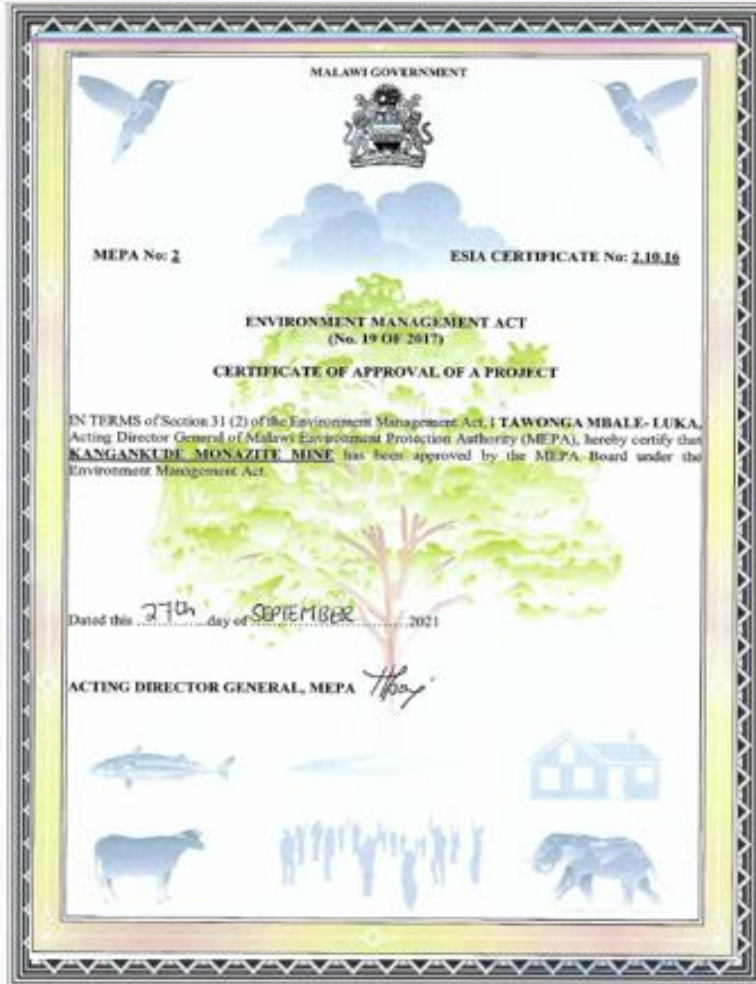 MALAWI GOVERNMENT
MEPA No: 2
ESIA CERTIFICATE No: 2.10.16
ENVIRONMENT MANAGEMENT ACT
(No. 19 OF 2017)
CERTIFICATE OF APPROVAL OF A PROJECT
IN TERMS of Section 31 (2) of the Environment Management Act, I TAWONGA MBALE- LUKA,
Acting Director General of Malawi Environment Protection Authority (MEPA), hereby certify that
KANGANKUDE MONAZITE MINE has been approved by the MEPA Board under the
Environment Management Act.
Dated this 27th day of SEPTEMBER 2021
ACTING DIRECTOR GENERAL, MEPA